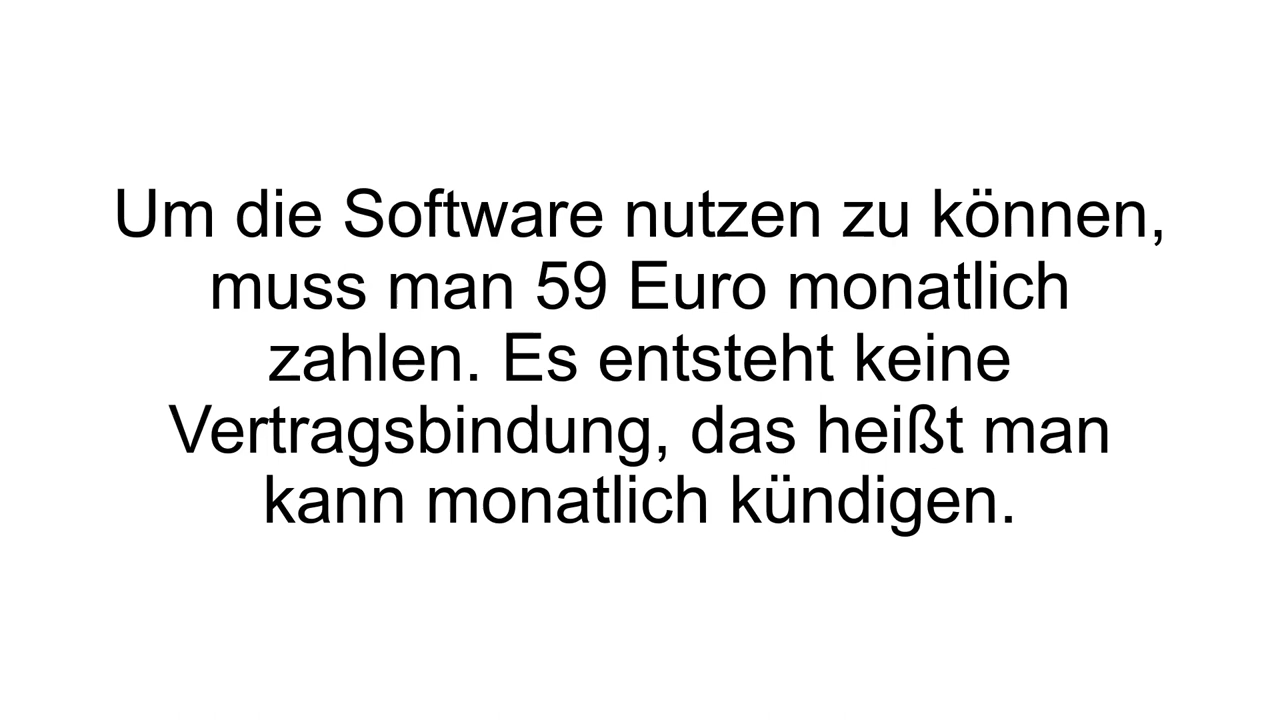 Um die Software nutzen zu können,
muss man 59 Euro monatlich
zahlen. Es entsteht keine
Vertragsbindung, das heißt man
kann monatlich kündigen.